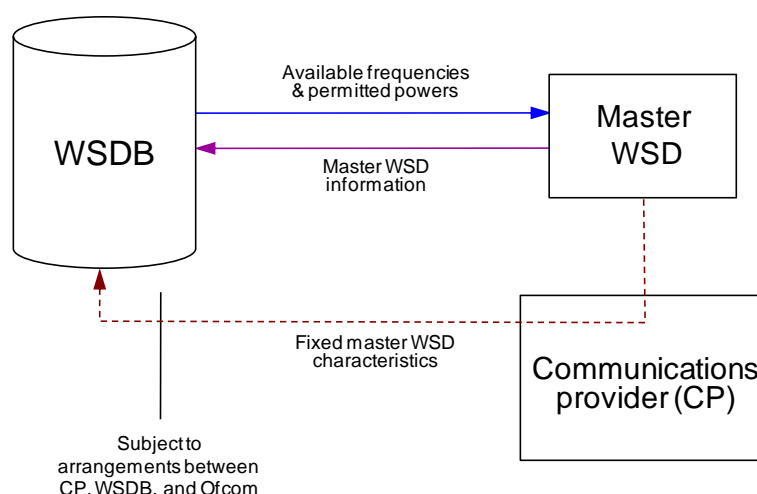 Available frequencies
& permitted powers
WSDB
Master
WSD
Master WSD
information
Fixed master WSD
characteristics
Communications
provider (CP)
Subject to
arrangements between
CP, WSDB, and Ofcom